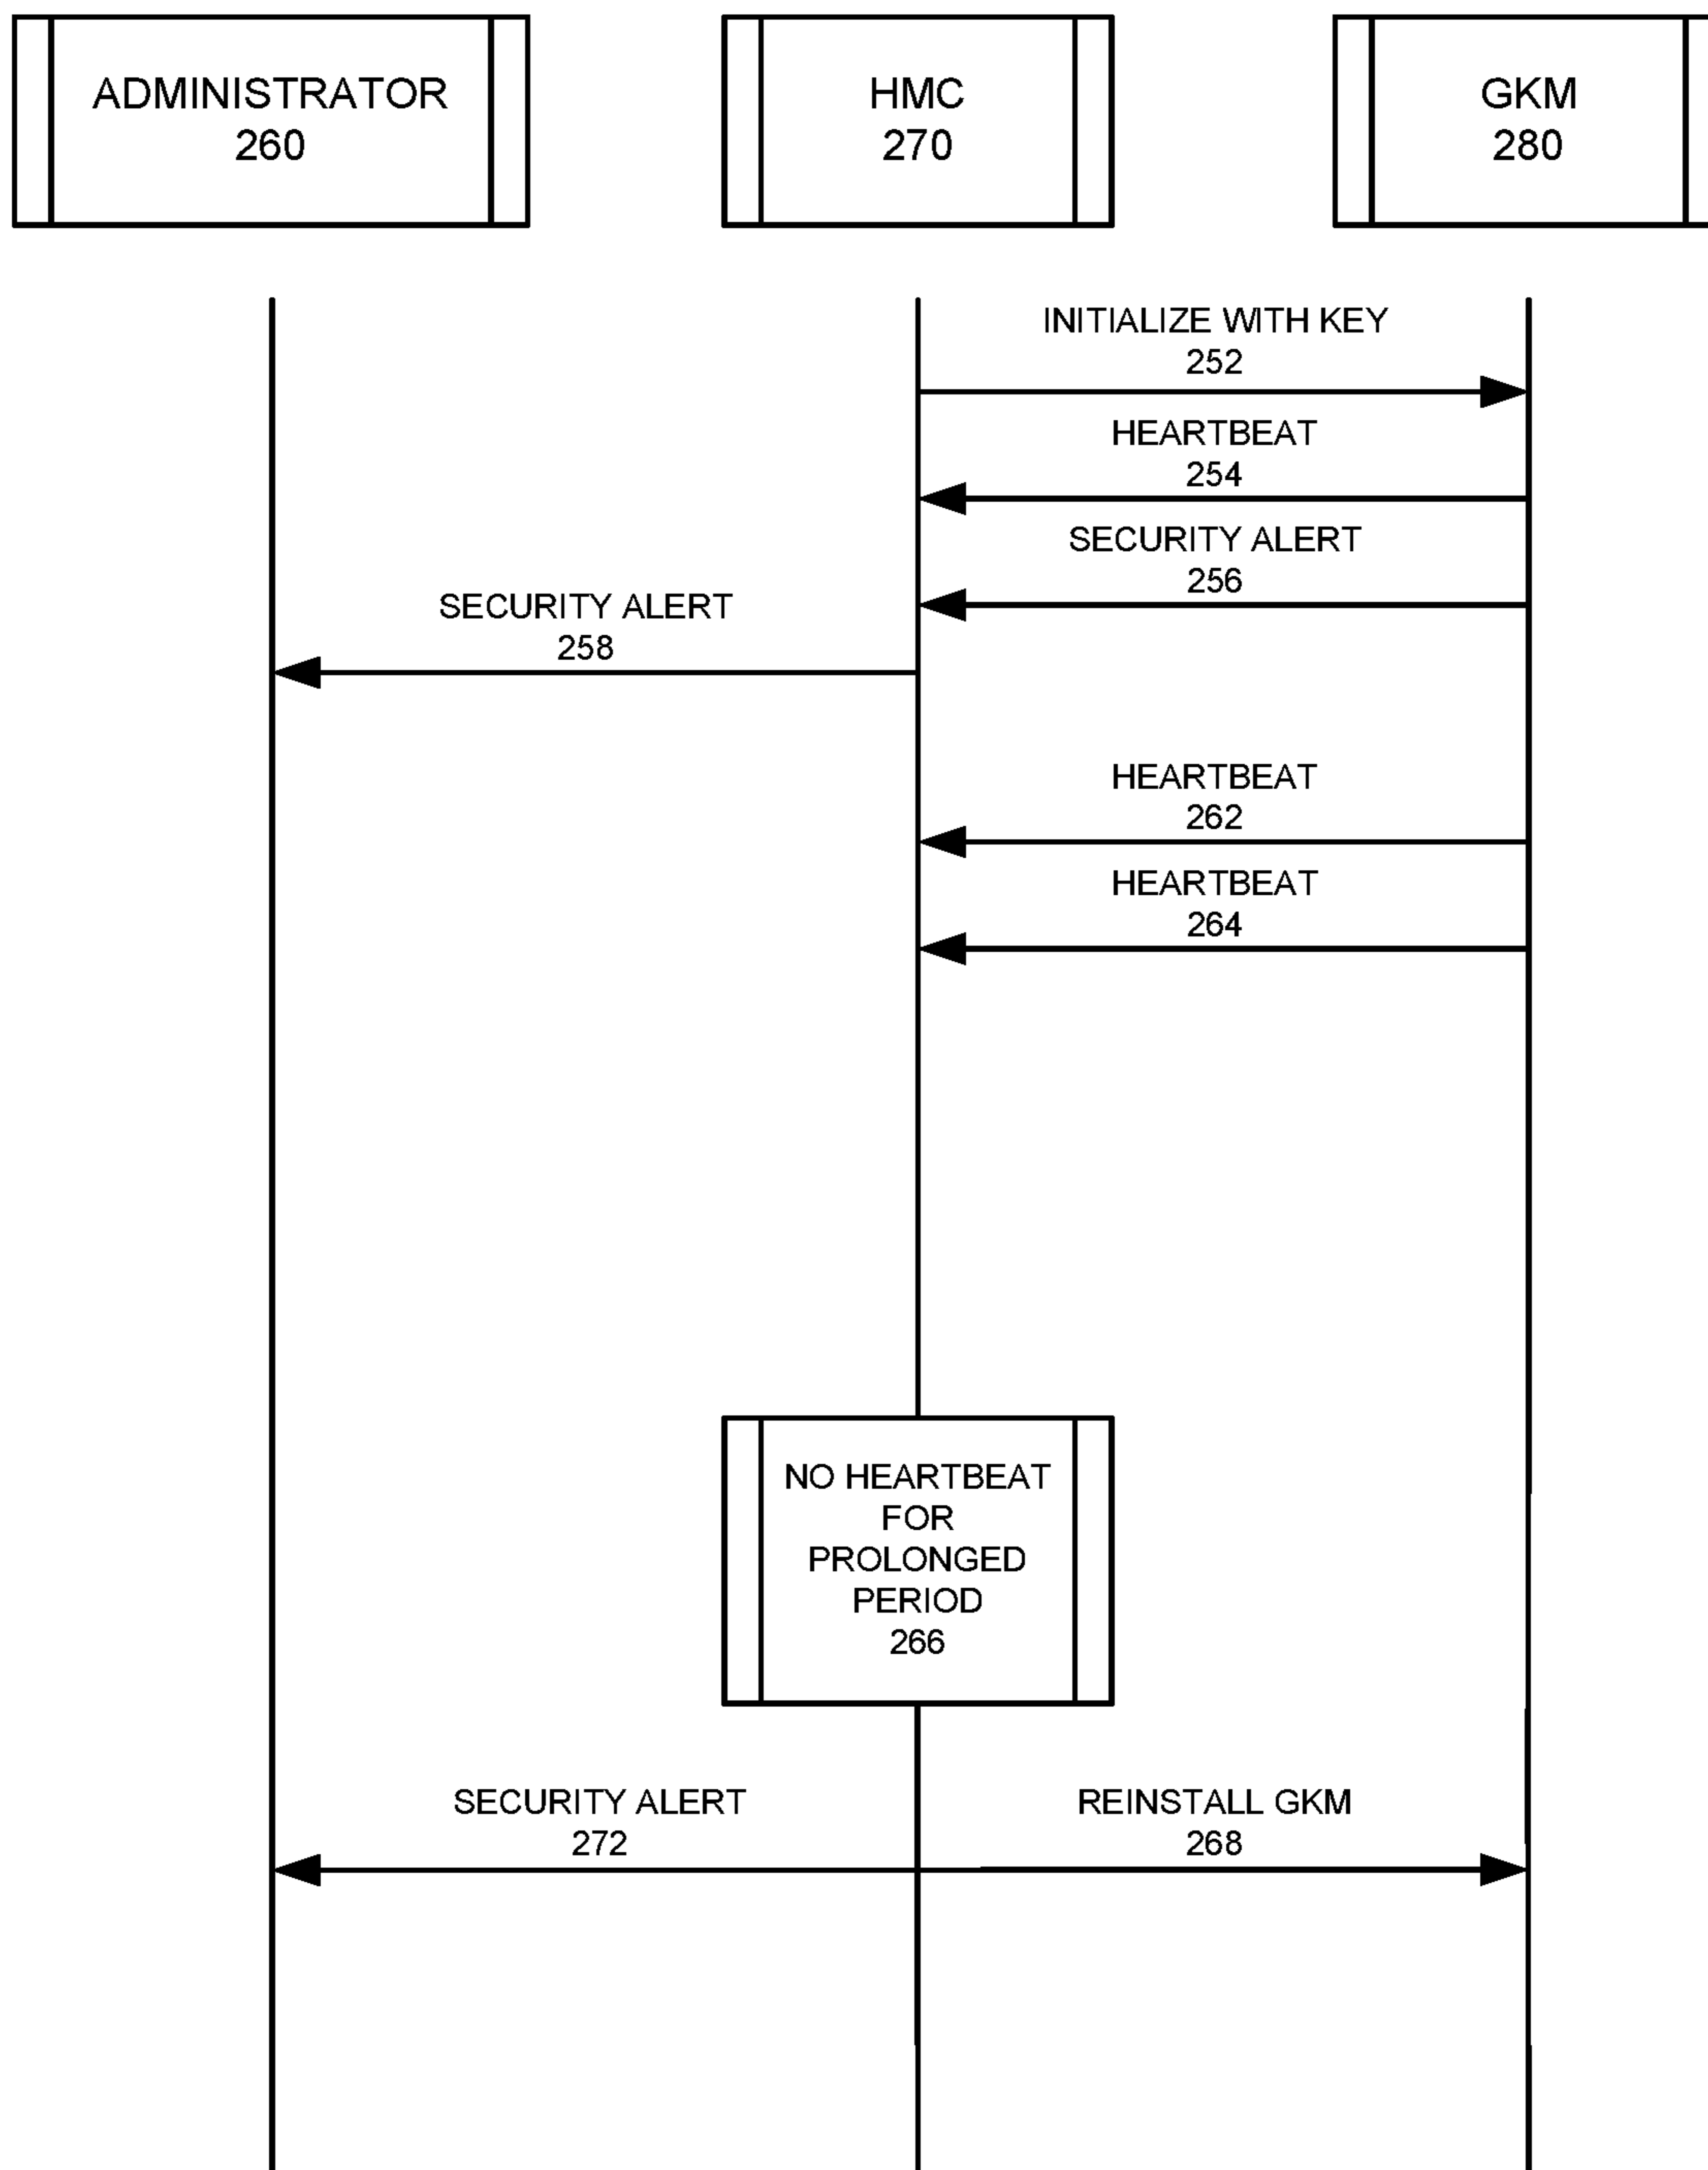 ADMINISTRATOR
260
HMC
270
GKM
280
INITIALIZE WITH KEY
252
HEARTBEAT
254
SECURITY ALERT
256
SECURITY ALERT
258
HEARTBEAT
262
HEARTBEAT
264
NO HEARTBEAT
FOR
PROLONGED
PERIOD
266
SECURITY ALERT
272
REINSTALL GKM
268